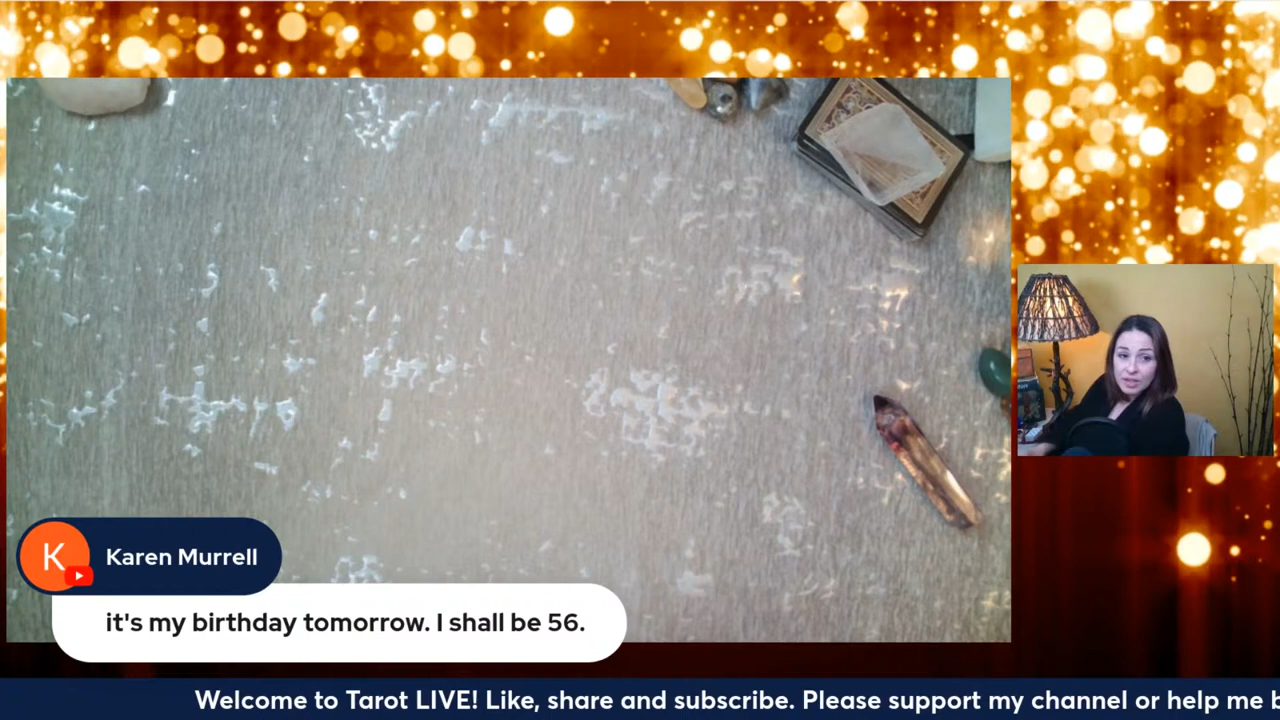 K
Karen Murrell
it's my birthday tomorrow. I shall be 56.
Welcome to Tarot LIVE! Like, share and subscribe. Please support my channel or help me b